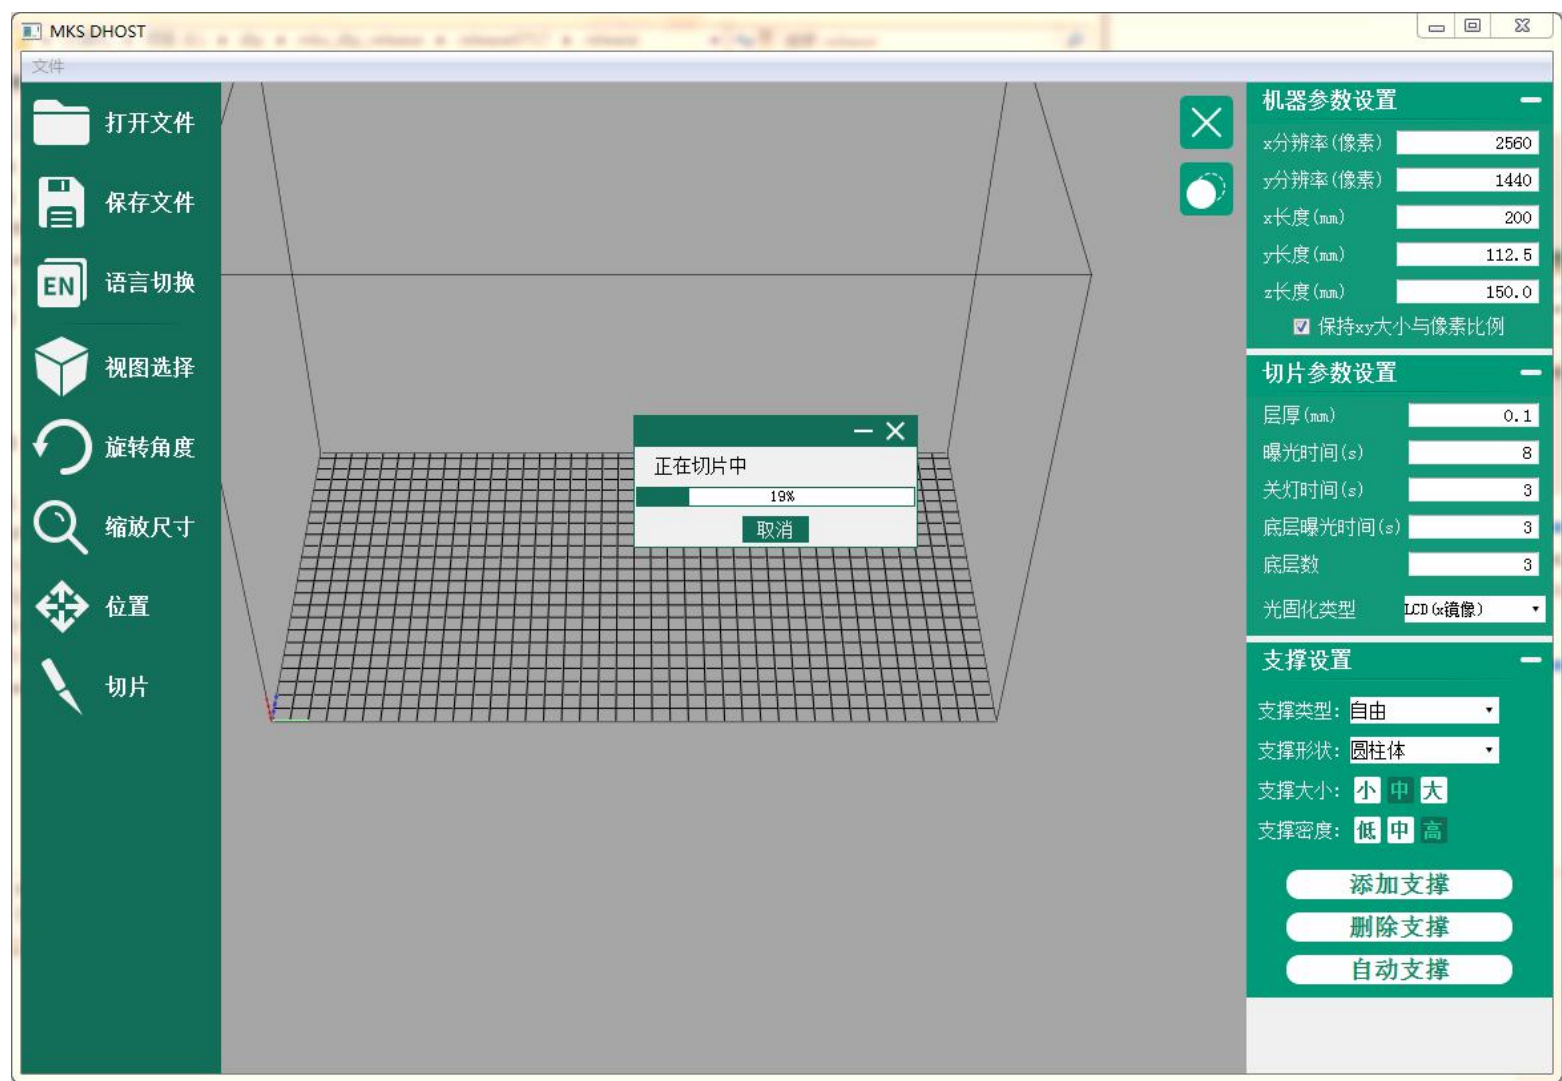 MKS DHOST
文件
打开文件
保存文件
EN 语言切换
视图选择
旋转角度
缩放尺寸
位置
切片
正在切片中
19%
取消
机器参数设置
x分辨率(像素) 2560
y分辨率(像素) 1440
x长度(mm) 200
y长度(mm) 112.5
z长度(mm) 150.0
保持xy大小与像素比例
切片参数设置
层厚(mm) 0.1
曝光时间(s) 8
关灯时间(s) 3
底层曝光时间(s) 3
底层数 3
光固化类型 LCD(x镜像)
支撑设置
支撑类型: 自由
支撑形状: 圆柱体
支撑大小: 小 中 大
支撑密度: 低 中 高
添加支撑
删除支撑
自动支撑